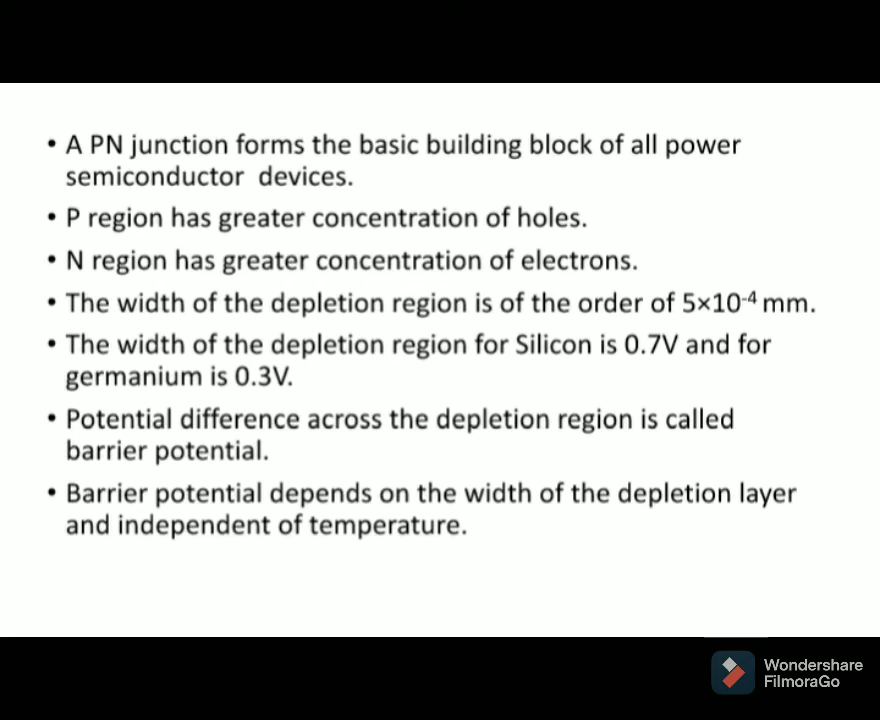 • A PN junction forms the basic building block of all power
semiconductor devices.
• P region has greater concentration of holes.
• N region has greater concentration of electrons.
• The width of the depletion region is of the order of 5×10⁻⁴ mm.
• The width of the depletion region for Silicon is 0.7V and for
germanium is 0.3V.
• Potential difference across the depletion region is called
barrier potential.
• Barrier potential depends on the width of the depletion layer
and independent of temperature.
Wondershare
FilmoraGo